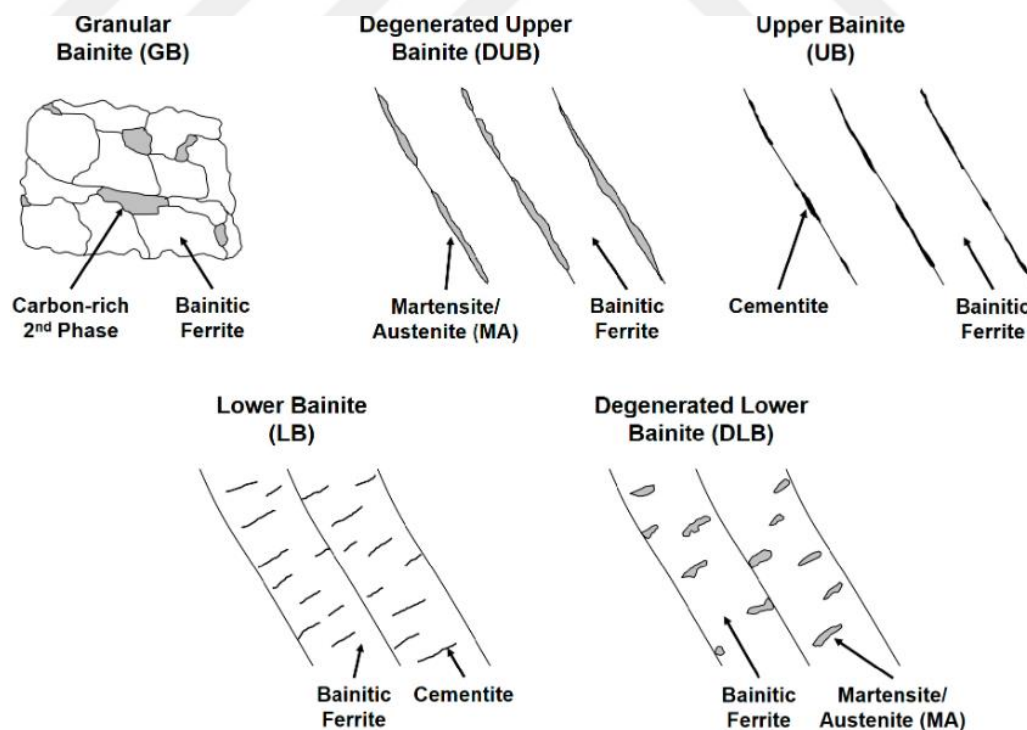 Granular
Bainite (GB)
Degenerated Upper
Bainite (DUB)
Upper Bainite
(UB)
Carbon-rich
2nd Phase
Bainitic
Ferrite
Martensite/
Austenite (MA)
Bainitic
Ferrite
Cementite
Bainitic
Ferrite
Lower Bainite
(LB)
Degenerated Lower
Bainite (DLB)
Bainitic
Ferrite
Cementite
Bainitic
Ferrite
Martensite/
Austenite (MA)